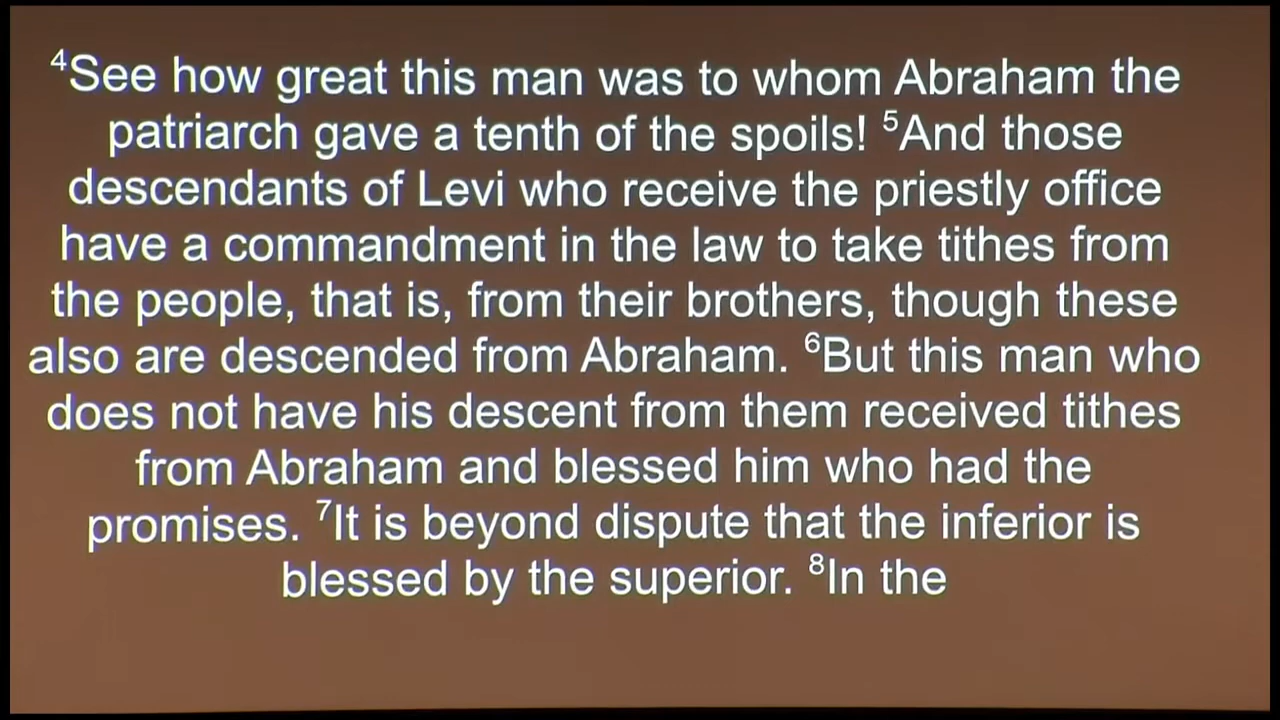 ⁴See how great this man was to whom Abraham the
patriarch gave a tenth of the spoils! ⁵And those
descendants of Levi who receive the priestly office
have a commandment in the law to take tithes from
the people, that is, from their brothers, though these
also are descended from Abraham. ⁶But this man who
does not have his descent from them received tithes
from Abraham and blessed him who had the
promises. ⁷It is beyond dispute that the inferior is
blessed by the superior. ⁸In the